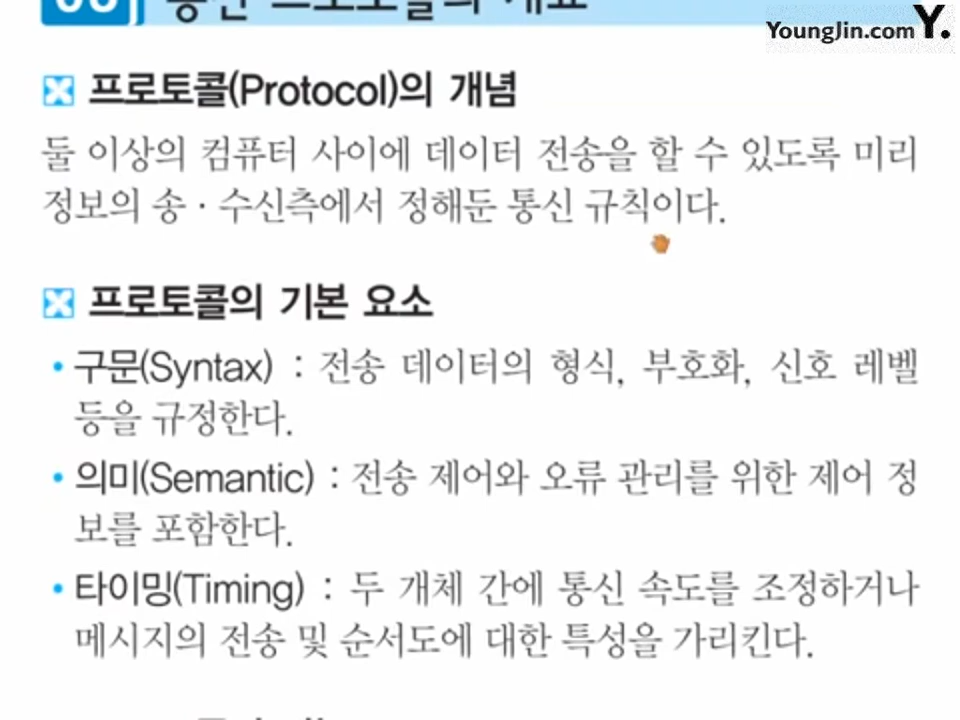 YoungJin.com Y.
프로토콜(Protocol)의 개념
둘 이상의 컴퓨터 사이에 데이터 전송을 할 수 있도록 미리
정보의 송·수신측에서 정해둔 통신 규칙이다.
프로토콜의 기본 요소
• 구문(Syntax) : 전송 데이터의 형식, 부호화, 신호 레벨
등을 규정한다.
• 의미(Semantic) : 전송 제어와 오류 관리를 위한 제어 정
보를 포함한다.
• 타이밍(Timing) : 두 개체 간에 통신 속도를 조정하거나
메시지의 전송 및 순서도에 대한 특성을 가리킨다.